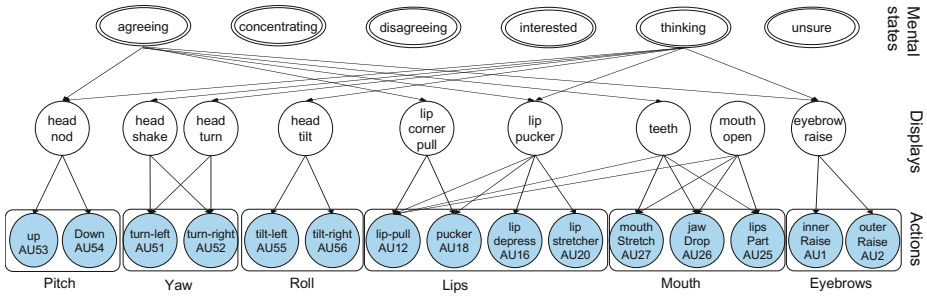 agreeing
concentrating
disagreeing
interested
thinking
unsure
Mental
states
head
nod
head
shake
head
turn
head
tilt
lip
corner
pull
lip
pucker
teeth
mouth
open
eyebrow
raise
Displays
up
AU53
Down
AU54
turn-left
AU51
turn-right
AU52
tilt-left
AU55
tilt-right
AU56
lip-pull
AU12
pucker
AU18
lip
depress
AU16
lip
stretcher
AU20
mouth
Stretch
AU27
jaw
Drop
AU26
lips
Part
AU25
inner
Raise
AU1
outer
Raise
AU2
Actions
Pitch
Yaw
Roll
Lips
Mouth
Eyebrows